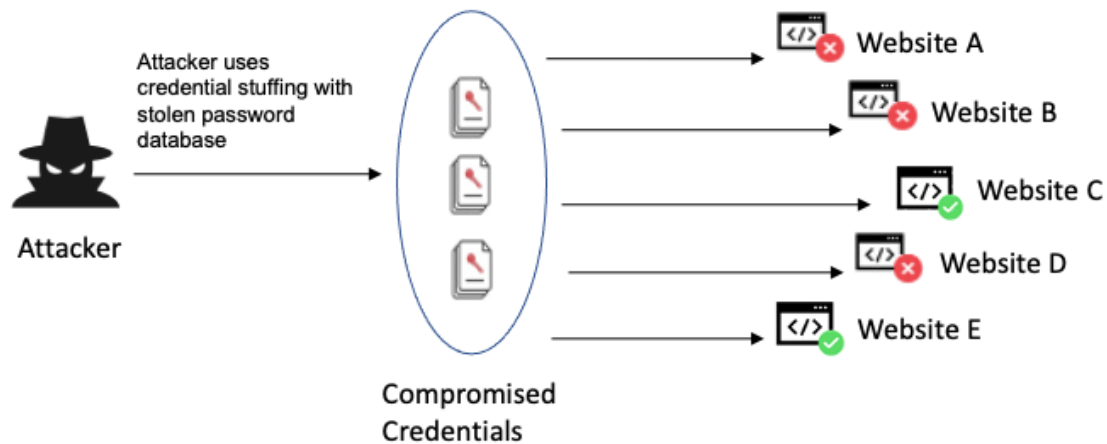 Attacker uses
credential stuffing with
stolen password
database
Attacker
Compromised
Credentials
</> Website A
</> Website B
</> Website C
</> Website D
</> Website E